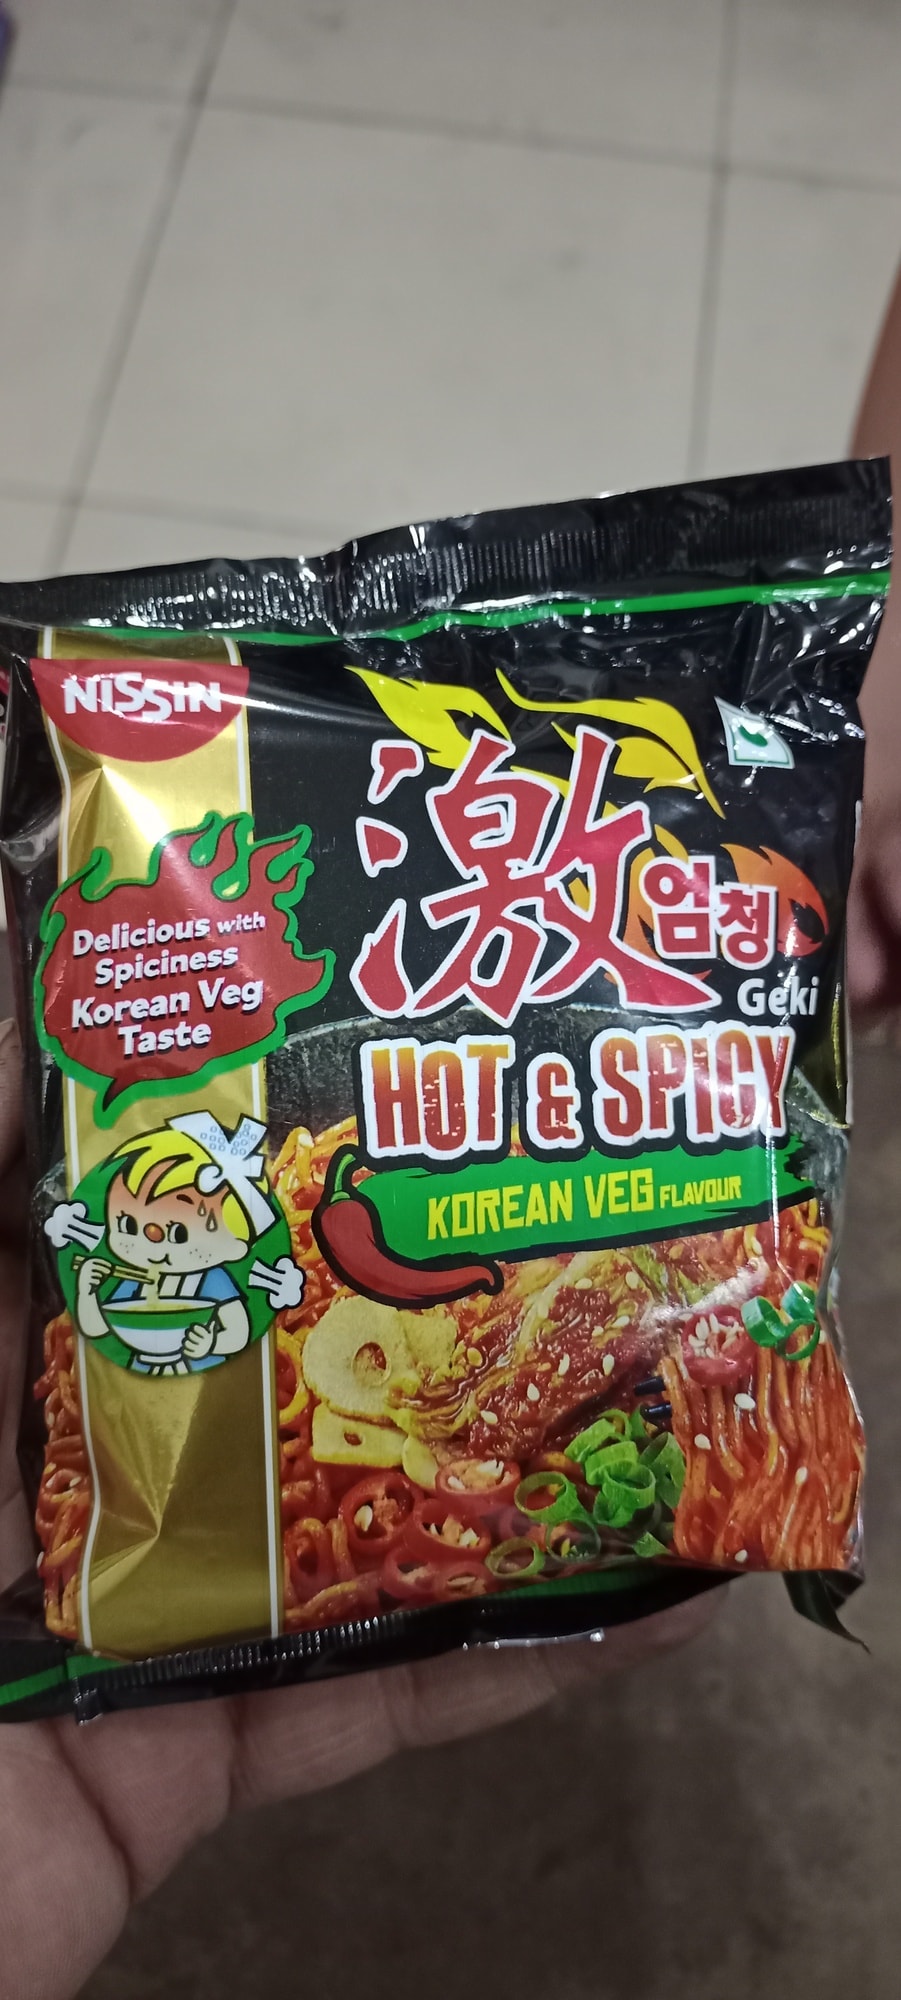 NISSIN
激
엄청
Geki
Delicious with
Spiciness
Korean Veg
Taste
HOT & SPICY
KOREAN VEG FLAVOUR